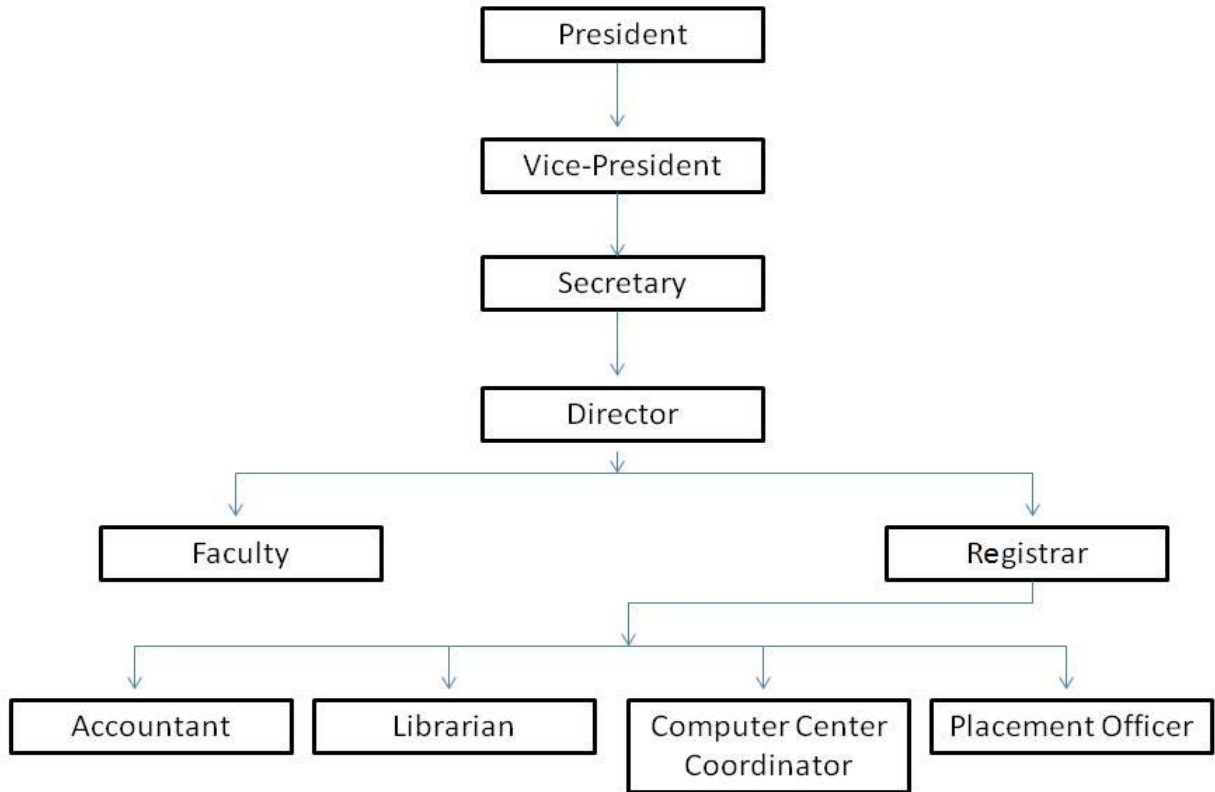 President
Vice-President
Secretary
Director
Faculty
Registrar
Accountant
Librarian
Computer Center
Coordinator
Placement Officer